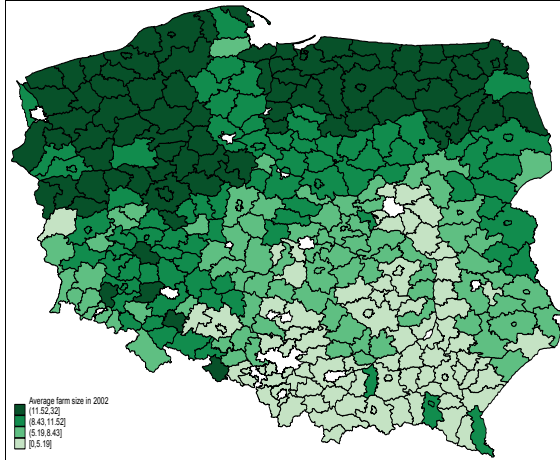 Average farm size in 2002
(11.52,32]
(8.43,11.52]
(5.19,8.43]
[0,5.19]